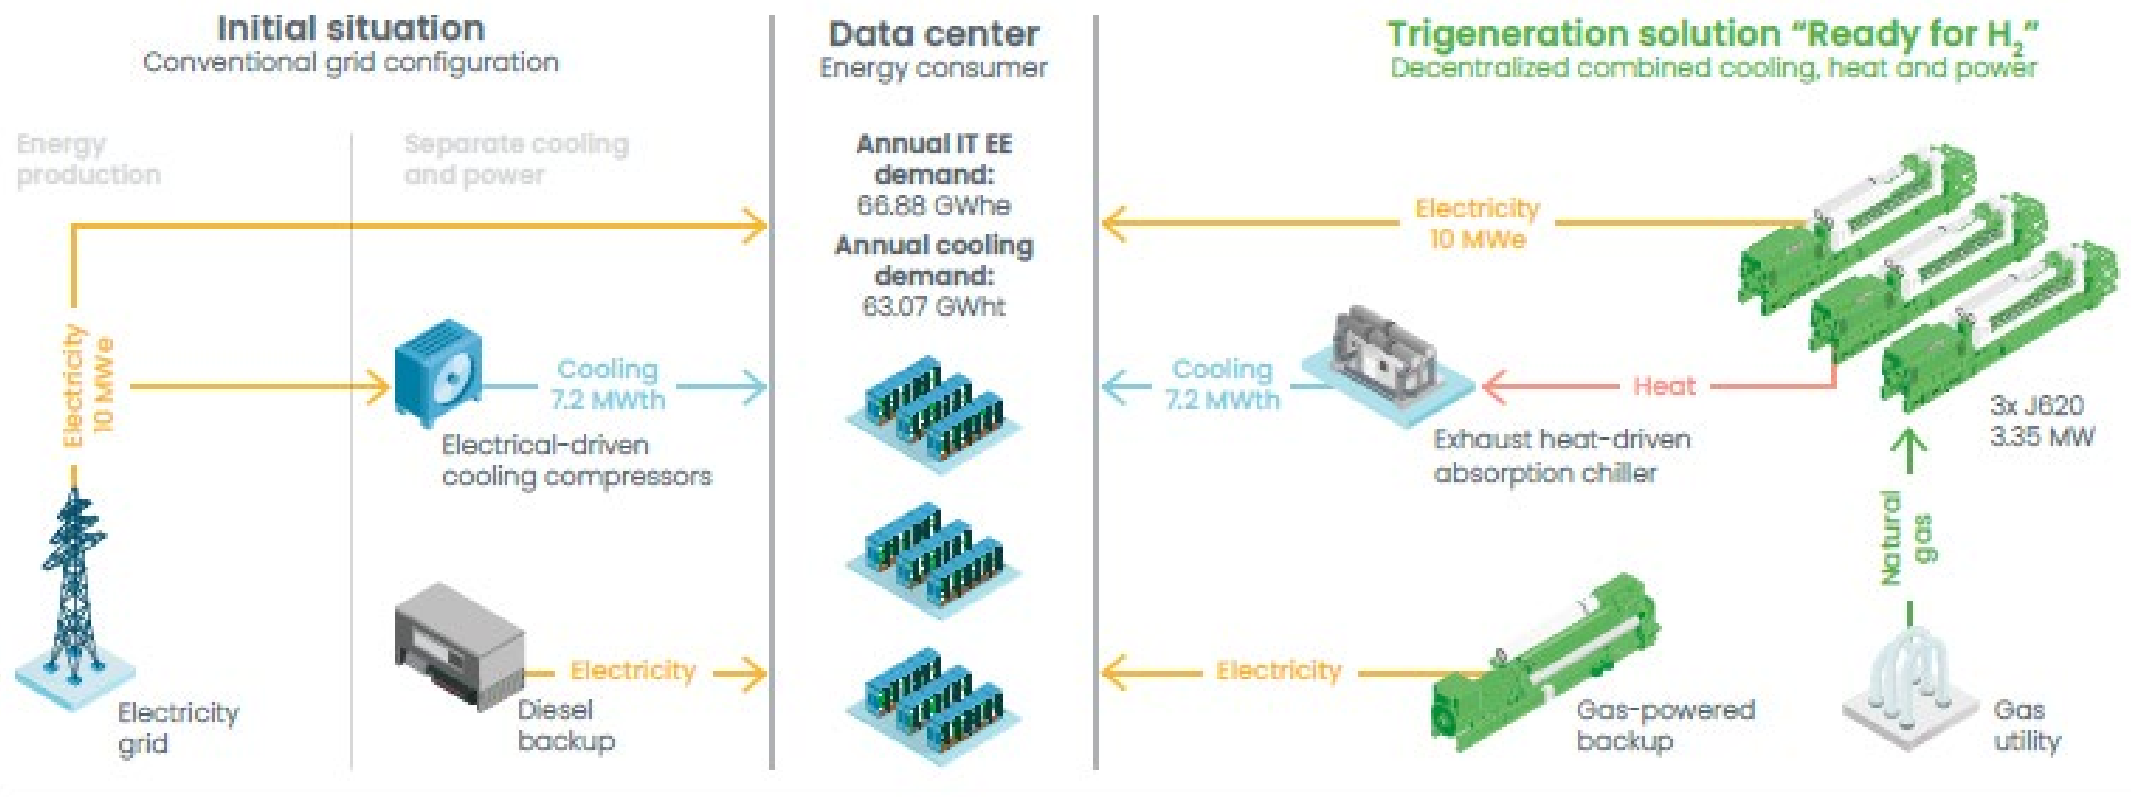 Initial situation
Conventional grid configuration
Energy
production
Separate cooling
and power
Electricity
10 MWe
Cooling
7.2 MWth
Electrical-driven
cooling compressors
Electricity
Diesel
backup
Electricity
grid
Data center
Energy consumer
Annual IT EE
demand:
66.88 GWhe
Annual cooling
demand:
63.07 GWht
Trigeneration solution “Ready for H₂”
Decentralized combined cooling, heat and power
Electricity
10 MWe
Cooling
7.2 MWth
Heat
Exhaust heat-driven
absorption chiller
3x J620
3.35 MW
Natural
gas
Electricity
Gas-powered
backup
Gas
utility